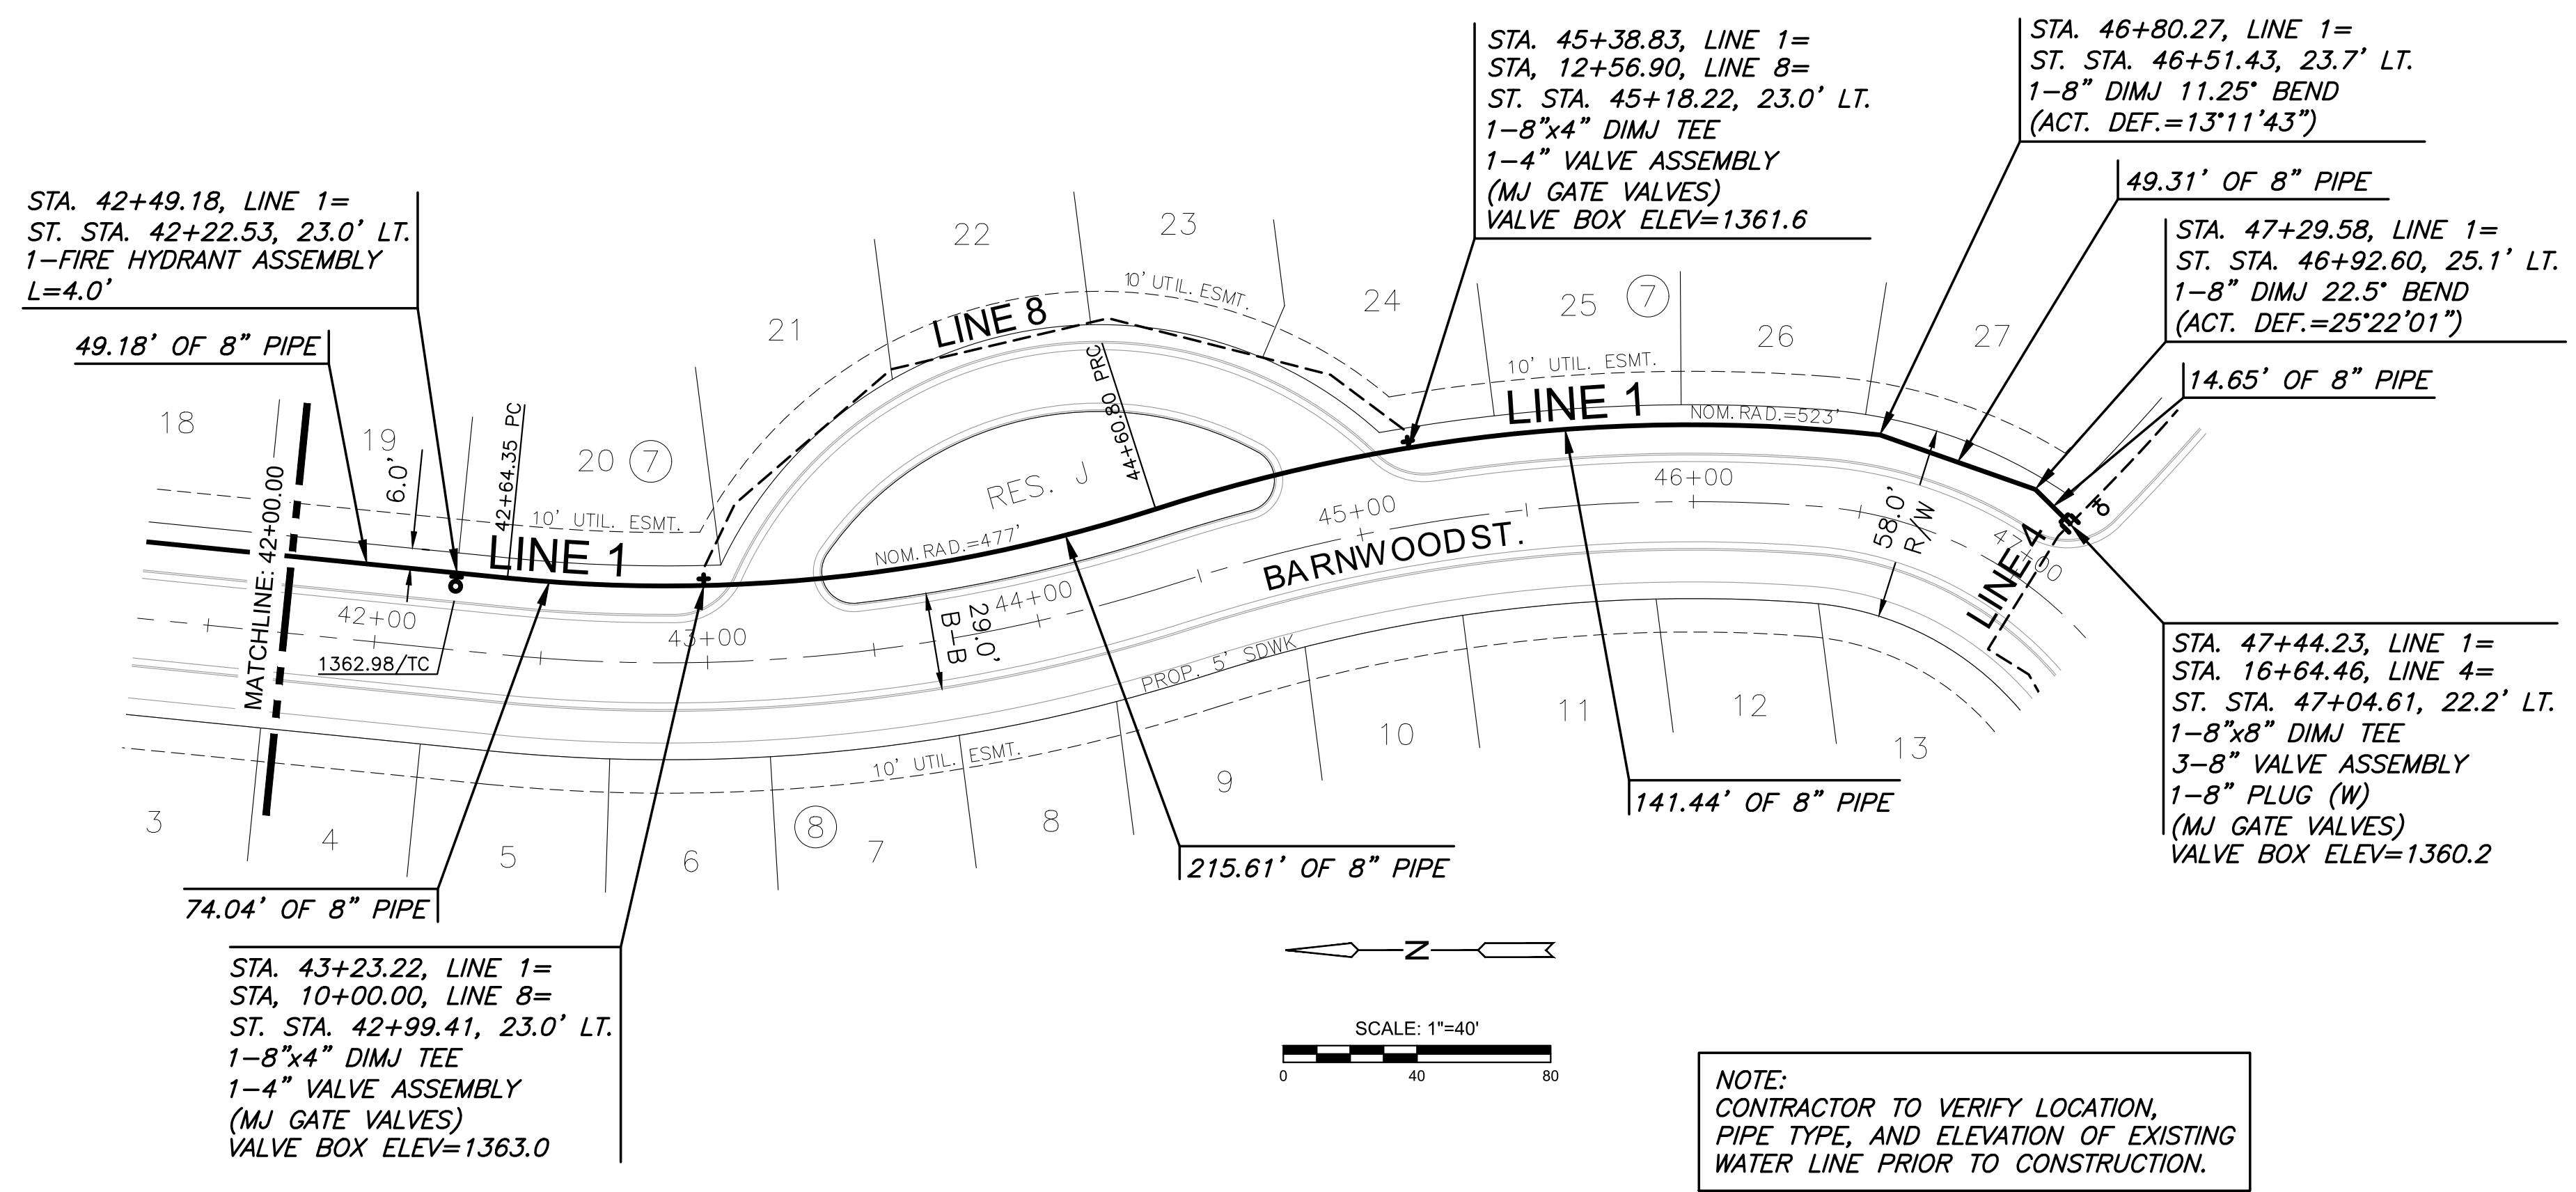 STA. 42+49.18, LINE 1=
ST. STA. 42+22.53, 23.0' LT.
1-FIRE HYDRANT ASSEMBLY
L=4.0'
49.18' OF 8" PIPE
STA. 45+38.83, LINE 1=
STA, 12+56.90, LINE 8=
ST. STA. 45+18.22, 23.0' LT.
1-8"x4" DIMJ TEE
1-4" VALVE ASSEMBLY
(MJ GATE VALVES)
VALVE BOX ELEV=1361.6
STA. 46+80.27, LINE 1=
ST. STA. 46+51.43, 23.7' LT.
1-8" DIMJ 11.25° BEND
(ACT. DEF.=13°11'43")
49.31' OF 8" PIPE
STA. 47+29.58, LINE 1=
ST. STA. 46+92.60, 25.1' LT.
1-8" DIMJ 22.5° BEND
(ACT. DEF.=25°22'01")
14.65' OF 8" PIPE
18
19
20
7
21
22
23
24
25
7
26
27
10' UTIL. ESMT.
10' UTIL. ESMT.
10' UTIL. ESMT.
LINE 8
LINE 1
LINE 1
NOM. RAD.=523'
NOM. RAD.=477'
RES. J
44+60.80 PRC
42+64.35 PC
6.0'
MATCHLINE: 42+00.00
42+00
43+00
44+00
45+00
46+00
47+00
1362.98/TC
29.0'
B-B
BARNWOOD ST.
58.0'
R/W
LINE 4
PROP. 5' SDWK
10' UTIL. ESMT.
3
4
5
6
8
7
8
9
10
11
12
13
74.04' OF 8" PIPE
215.61' OF 8" PIPE
141.44' OF 8" PIPE
STA. 47+44.23, LINE 1=
STA. 16+64.46, LINE 4=
ST. STA. 47+04.61, 22.2' LT.
1-8"x8" DIMJ TEE
3-8" VALVE ASSEMBLY
1-8" PLUG (W)
(MJ GATE VALVES)
VALVE BOX ELEV=1360.2
STA. 43+23.22, LINE 1=
STA, 10+00.00, LINE 8=
ST. STA. 42+99.41, 23.0' LT.
1-8"x4" DIMJ TEE
1-4" VALVE ASSEMBLY
(MJ GATE VALVES)
VALVE BOX ELEV=1363.0
N
SCALE: 1"=40'
0 40 80
NOTE:
CONTRACTOR TO VERIFY LOCATION,
PIPE TYPE, AND ELEVATION OF EXISTING
WATER LINE PRIOR TO CONSTRUCTION.